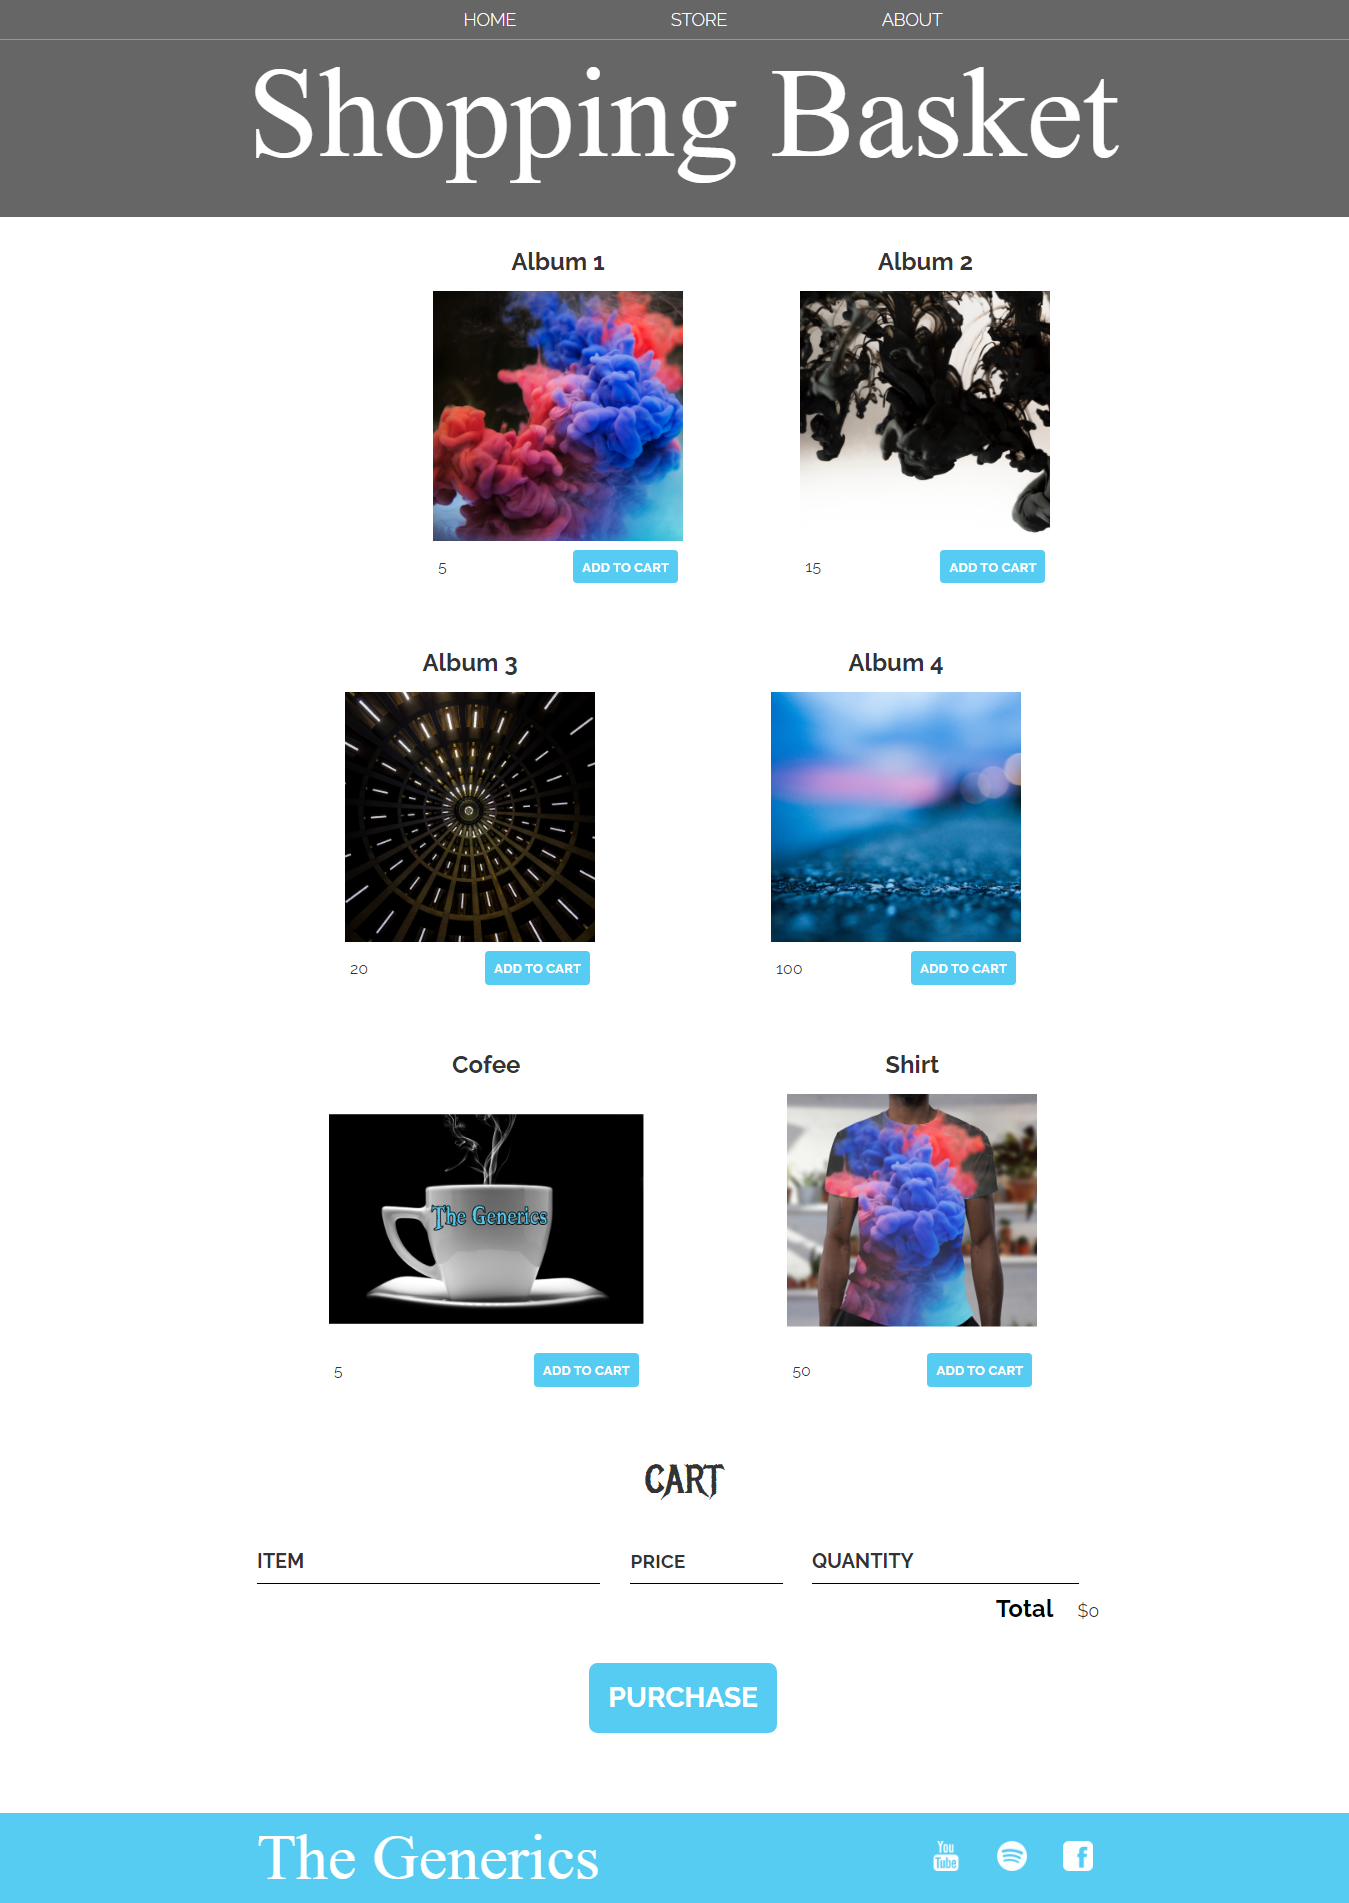 HOME STORE ABOUT
Shopping Basket
Album 1 Album 2
5 ADD TO CART 15 ADD TO CART
Album 3 Album 4
20 ADD TO CART 100 ADD TO CART
Cofee Shirt
The Generics
5 ADD TO CART 50 ADD TO CART
CART
ITEM PRICE QUANTITY
Total $0
PURCHASE
The Generics You Tube f